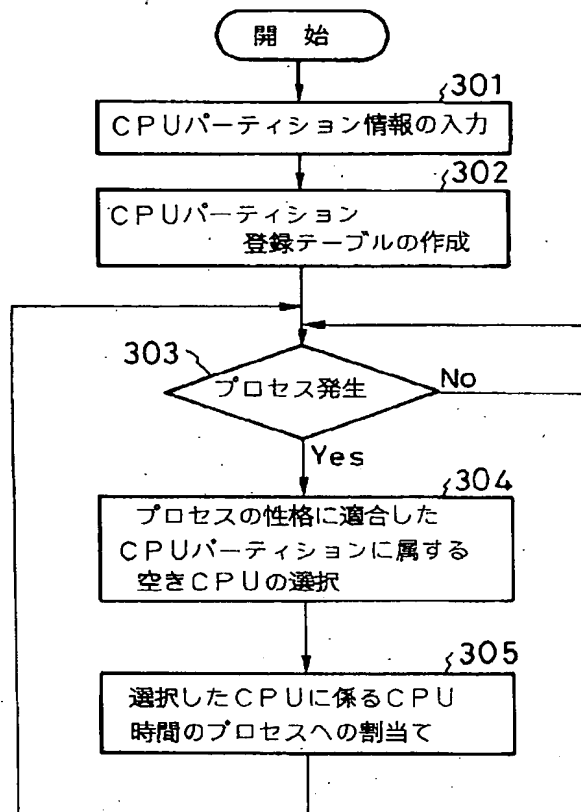 開 始
301
CPUパーティション情報の入力
302
CPUパーティション
登録テーブルの作成
303
プロセス発生
No
Yes
304
プロセスの性格に適合した
CPUパーティションに属する
空きCPUの選択
305
選択したCPUに係るCPU
時間のプロセスへの割当て